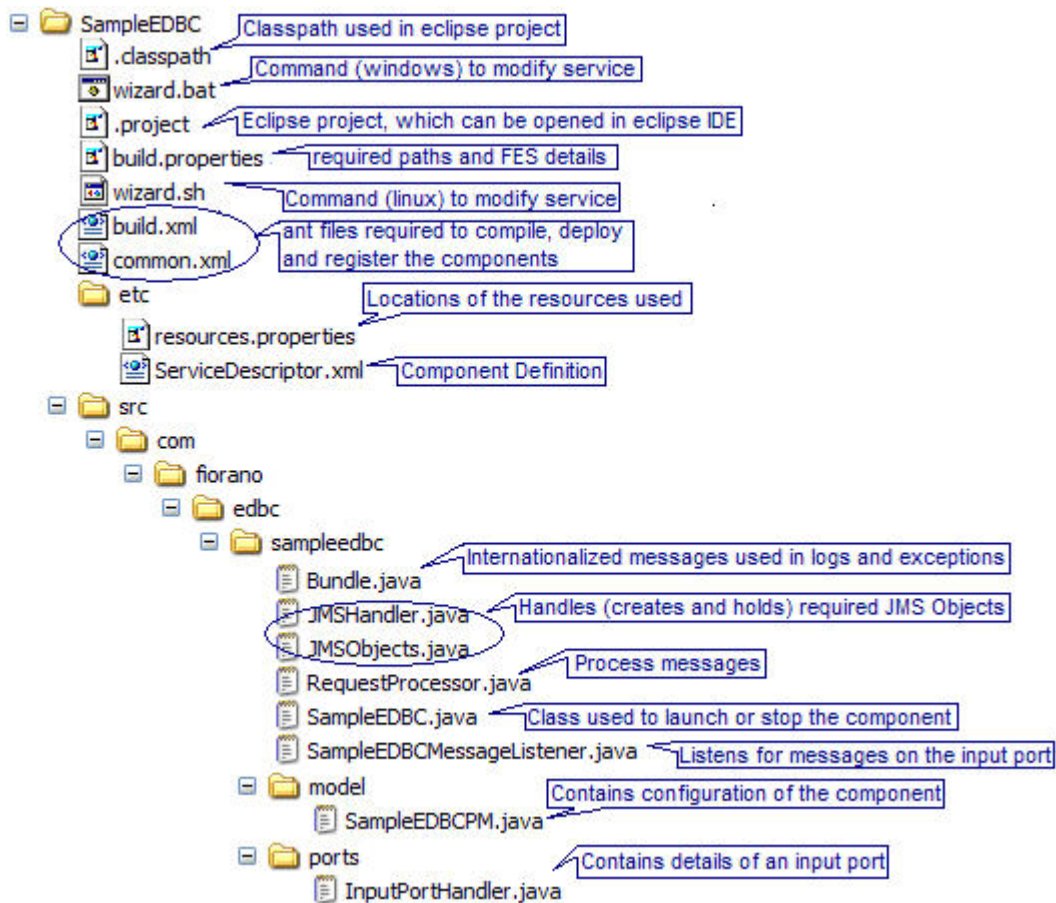 SampleEDBC
Classpath used in eclipse project
.classpath
Command (windows) to modify service
wizard.bat
.project
Eclipse project, which can be opened in eclipse IDE
build.properties
required paths and FES details
wizard.sh
Command (linux) to modify service
build.xml
ant files required to compile, deploy
and register the components
common.xml
etc
Locations of the resources used
resources.properties
ServiceDescriptor.xml
Component Definition
src
com
fiorano
edbc
sampleedbc
Internationalized messages used in logs and exceptions
Bundle.java
JMSHandler.java
Handles (creates and holds) required JMS Objects
JMSObjects.java
Process messages
RequestProcessor.java
SampleEDBC.java
Class used to launch or stop the component
SampleEDBCMessageListener.java
Listens for messages on the input port
model
Contains configuration of the component
SampleEDBCPM.java
ports
Contains details of an input port
InputPortHandler.java